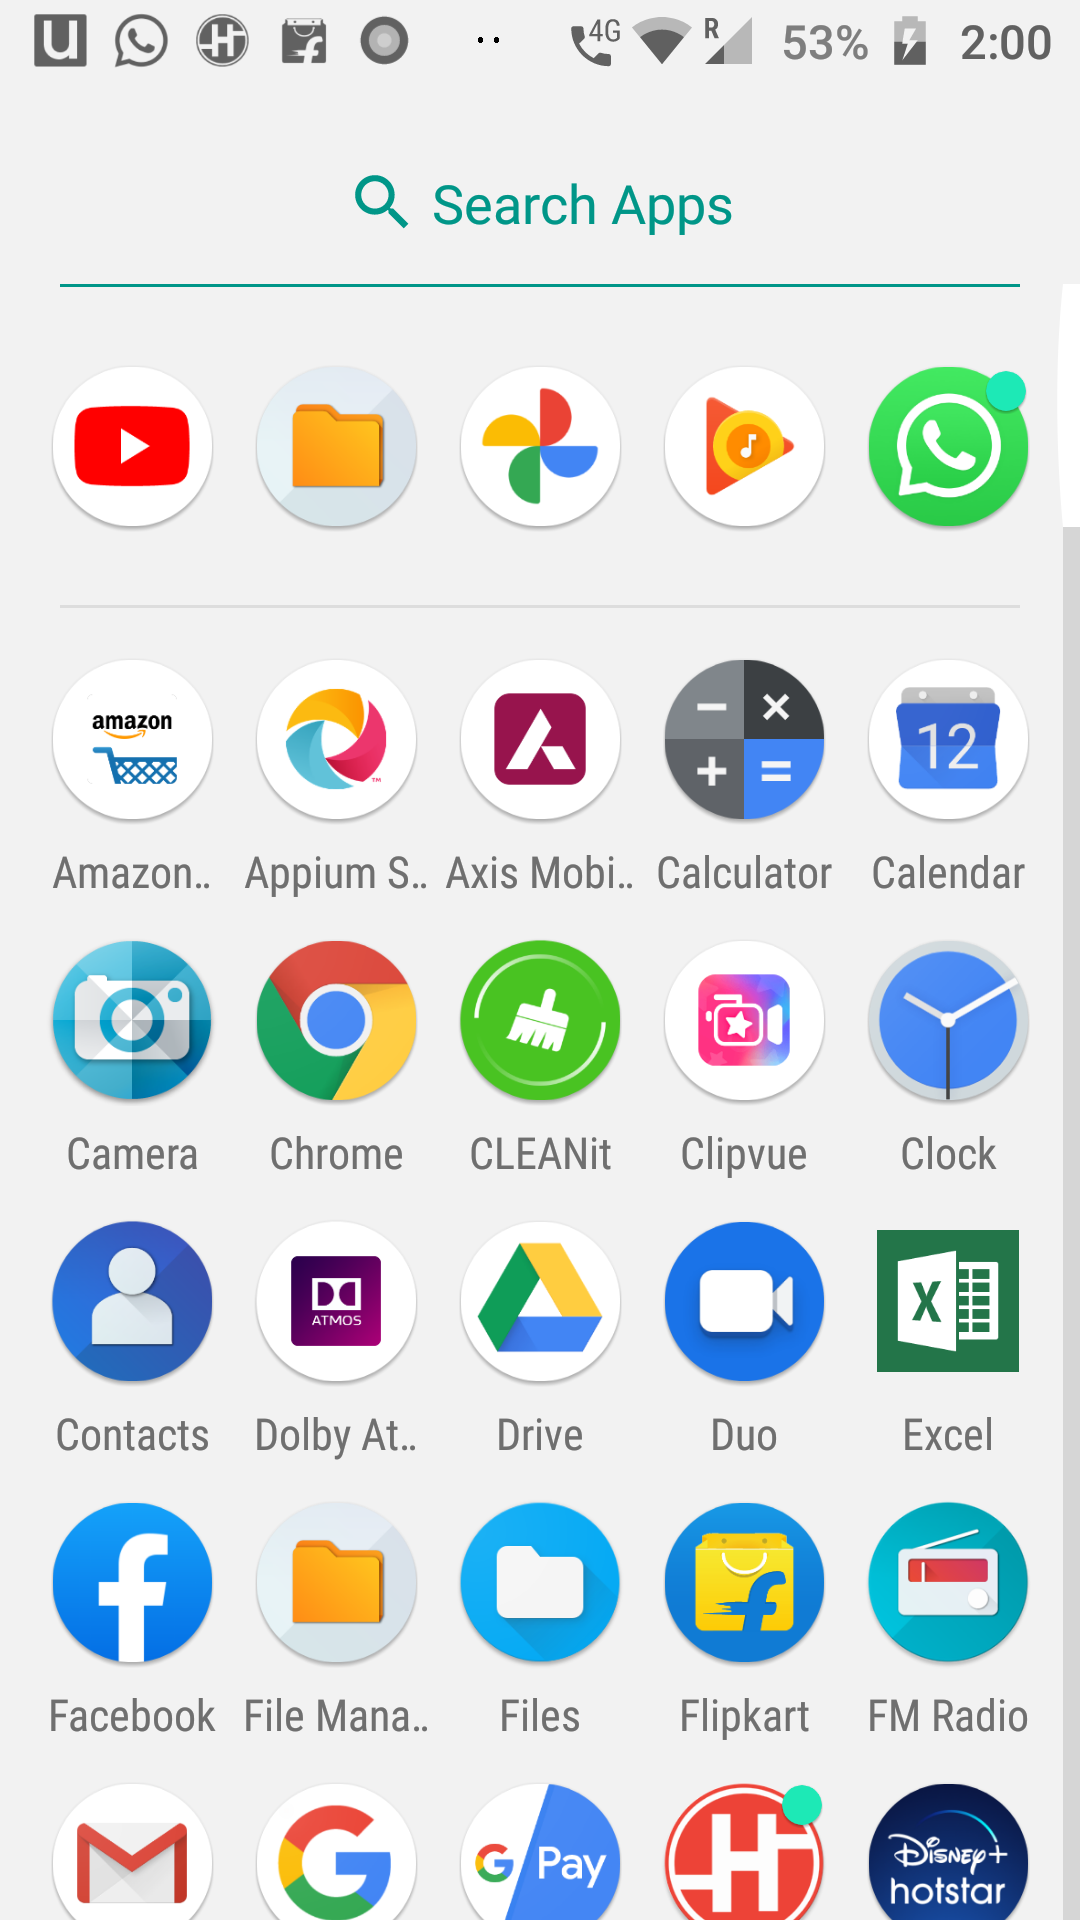 4G R 53% 2:00
Search Apps
amazon
12
Amazon.. Appium S.. Axis Mobi.. Calculator Calendar
Camera Chrome CLEANit Clipvue Clock
ATMOS
X
Contacts Dolby At.. Drive Duo Excel
Facebook File Mana.. Files Flipkart FM Radio
G Pay
Disney+
hotstar